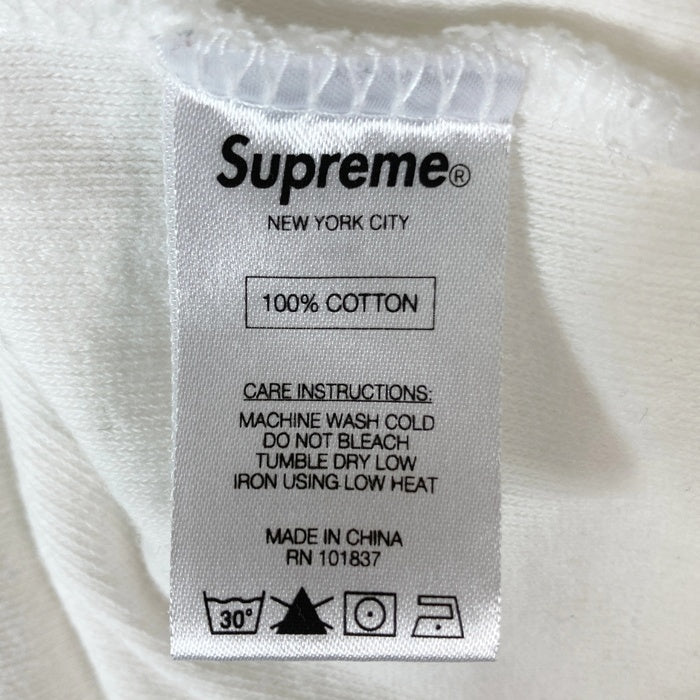 Supreme®
NEW YORK CITY
100% COTTON
CARE INSTRUCTIONS:
MACHINE WASH COLD
DO NOT BLEACH
TUMBLE DRY LOW
IRON USING LOW HEAT
MADE IN CHINA
RN 101837
30°